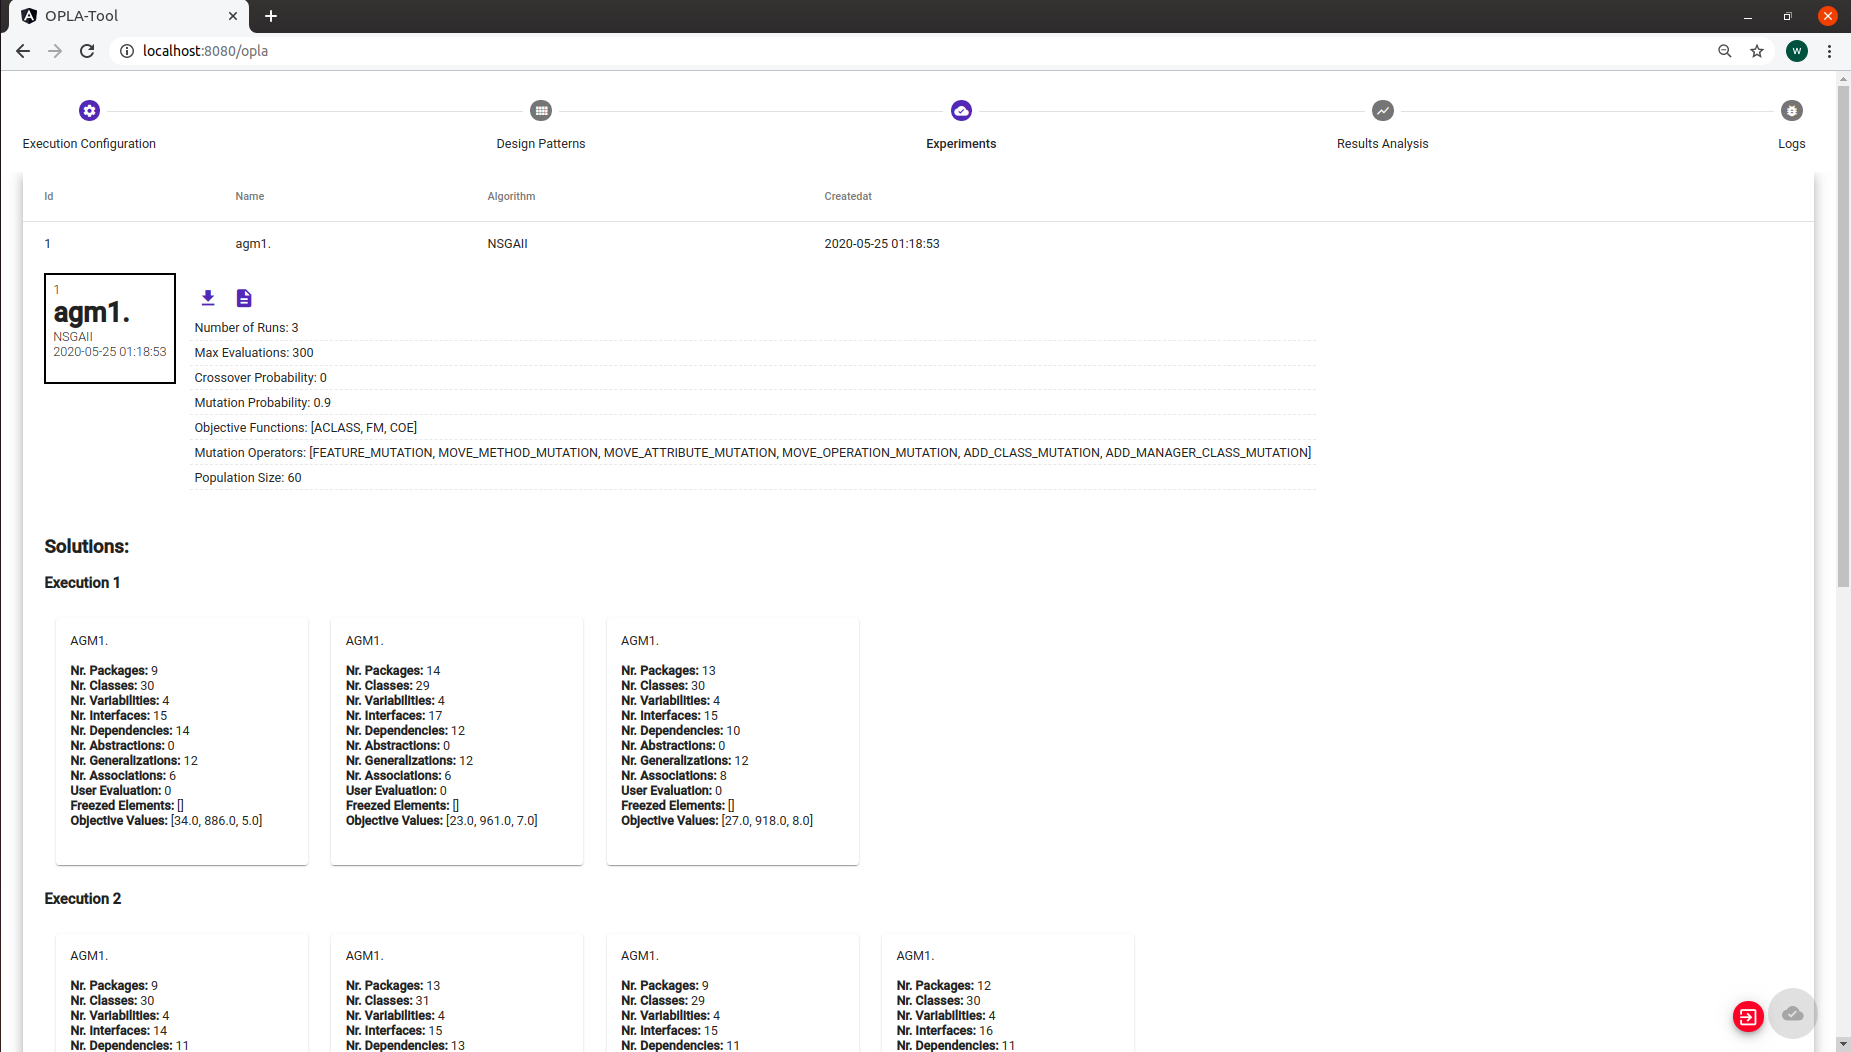 OPLA-Tool
localhost:8080/opla
W
Execution Configuration
Design Patterns
Experiments
Results Analysis
Logs
Id Name Algorithm Createdat
1 agm1. NSGAII 2020-05-25 01:18:53
1
agm1.
NSGAII
2020-05-25 01:18:53
Number of Runs: 3
Max Evaluations: 300
Crossover Probability: 0
Mutation Probability: 0.9
Objective Functions: [ACLASS, FM, COE]
Mutation Operators: [FEATURE_MUTATION, MOVE_METHOD_MUTATION, MOVE_ATTRIBUTE_MUTATION, MOVE_OPERATION_MUTATION, ADD_CLASS_MUTATION, ADD_MANAGER_CLASS_MUTATION]
Population Size: 60
Solutions:
Execution 1
AGM1.
Nr. Packages: 9
Nr. Classes: 30
Nr. Variabilities: 4
Nr. Interfaces: 15
Nr. Dependencies: 14
Nr. Abstractions: 0
Nr. Generalizations: 12
Nr. Associations: 6
User Evaluation: 0
Freezed Elements: []
Objective Values: [34.0, 886.0, 5.0]
AGM1.
Nr. Packages: 14
Nr. Classes: 29
Nr. Variabilities: 4
Nr. Interfaces: 17
Nr. Dependencies: 12
Nr. Abstractions: 0
Nr. Generalizations: 12
Nr. Associations: 6
User Evaluation: 0
Freezed Elements: []
Objective Values: [23.0, 961.0, 7.0]
AGM1.
Nr. Packages: 13
Nr. Classes: 30
Nr. Variabilities: 4
Nr. Interfaces: 15
Nr. Dependencies: 10
Nr. Abstractions: 0
Nr. Generalizations: 12
Nr. Associations: 8
User Evaluation: 0
Freezed Elements: []
Objective Values: [27.0, 918.0, 8.0]
Execution 2
AGM1.
Nr. Packages: 9
Nr. Classes: 30
Nr. Variabilities: 4
Nr. Interfaces: 14
Nr. Dependencies: 11
AGM1.
Nr. Packages: 13
Nr. Classes: 31
Nr. Variabilities: 4
Nr. Interfaces: 15
Nr. Dependencies: 13
AGM1.
Nr. Packages: 9
Nr. Classes: 29
Nr. Variabilities: 4
Nr. Interfaces: 15
Nr. Dependencies: 11
AGM1.
Nr. Packages: 12
Nr. Classes: 30
Nr. Variabilities: 4
Nr. Interfaces: 16
Nr. Dependencies: 11